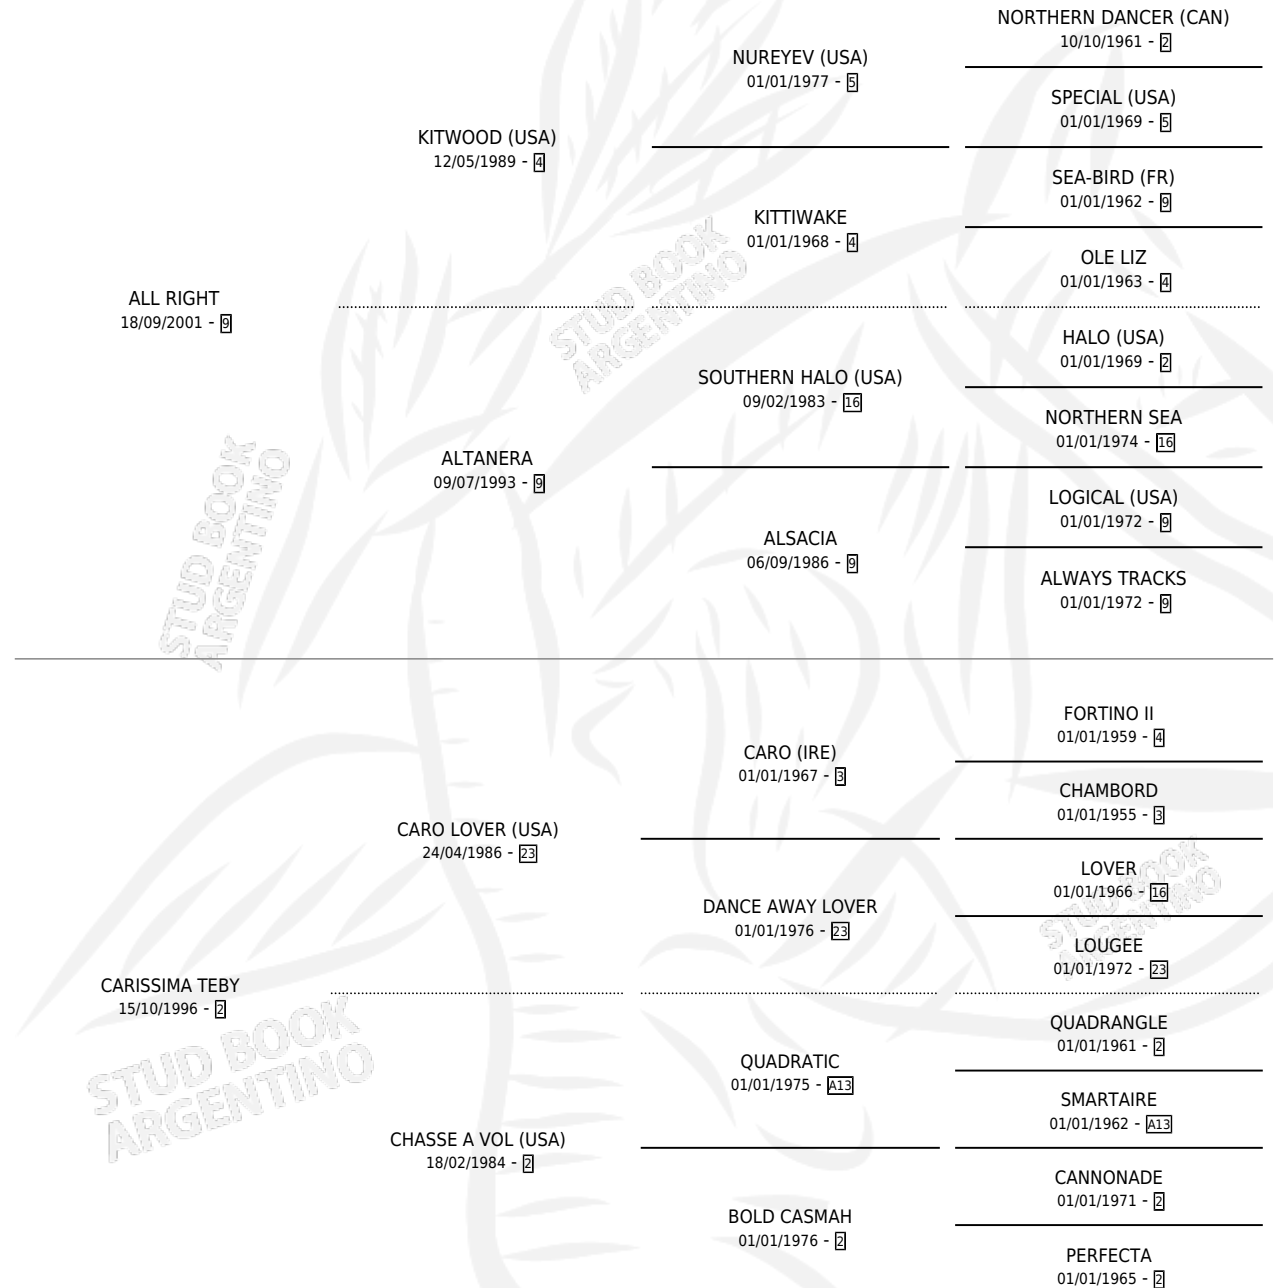 NORTHERN DANCER (CAN)
10/10/1961 - 2
NUREYEV (USA)
01/01/1977 - 5
SPECIAL (USA)
01/01/1969 - 5
KITWOOD (USA)
12/05/1989 - 4
SEA-BIRD (FR)
01/01/1962 - 9
KITTIWAKE
01/01/1968 - 4
OLE LIZ
01/01/1963 - 4
STUD BOOK
ARGENTINO
ALL RIGHT
18/09/2001 - 9
HALO (USA)
01/01/1969 - 2
SOUTHERN HALO (USA)
09/02/1983 - 16
NORTHERN SEA
01/01/1974 - 16
ALTANERA
09/07/1993 - 9
LOGICAL (USA)
01/01/1972 - 9
ALSACIA
06/09/1986 - 9
ALWAYS TRACKS
01/01/1972 - 9
STUD BOOK
ARGENTINO
FORTINO II
01/01/1959 - 4
CARO (IRE)
01/01/1967 - 3
CHAMBORD
01/01/1955 - 3
CARO LOVER (USA)
24/04/1986 - 23
LOVER
01/01/1966 - 16
DANCE AWAY LOVER
01/01/1976 - 23
LOUGEE
01/01/1972 - 23
STUD BOOK
ARGENTINO
CARISSIMA TEBY
15/10/1996 - 2
QUADRANGLE
01/01/1961 - 2
QUADRATIC
01/01/1975 - A13
SMARTAIRE
01/01/1962 - A13
STUD BOOK
ARGENTINO
CHASSE A VOL (USA)
18/02/1984 - 2
CANNONADE
01/01/1971 - 2
BOLD CASMAH
01/01/1976 - 2
PERFECTA
01/01/1965 - 2